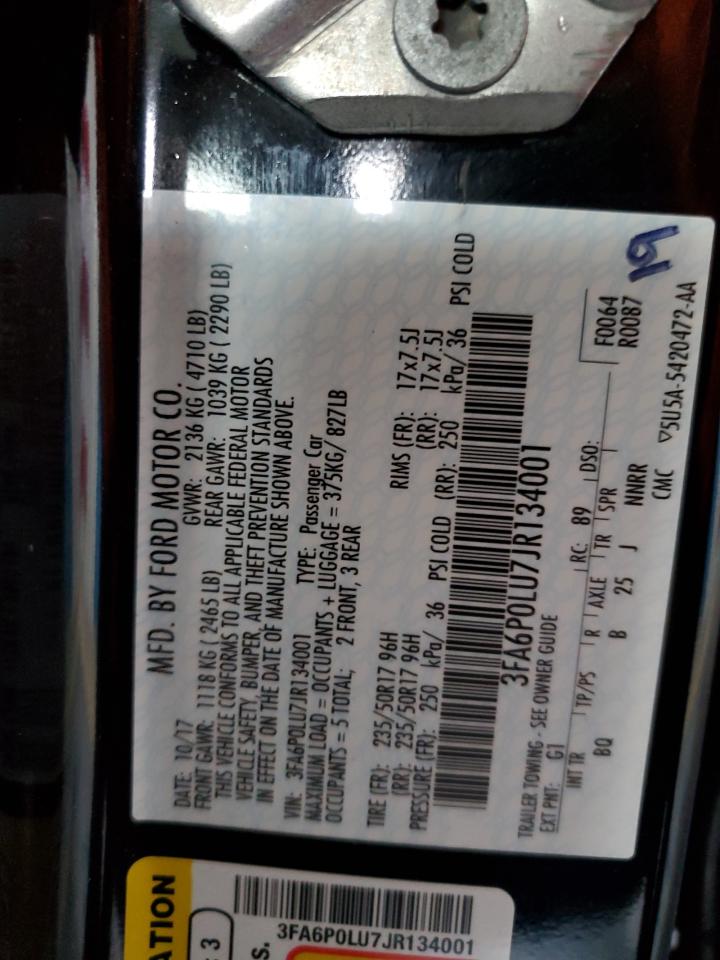 MFD. BY FORD MOTOR CO.
DATE: 10/17 GVWR: 2136 KG ( 4710 LB)
FRONT GAWR: 1118 KG ( 2465 LB) REAR GAWR: 1039 KG ( 2290 LB)
THIS VEHICLE CONFORMS TO ALL APPLICABLE FEDERAL MOTOR
VEHICLE SAFETY, BUMPER, AND THEFT PREVENTION STANDARDS
IN EFFECT ON THE DATE OF MANUFACTURE SHOWN ABOVE.
VIN: 3FA6P0LU7JR134001 TYPE: Passenger Car
MAXIMUM LOAD = OCCUPANTS + LUGGAGE = 375KG/ 827LB
OCCUPANTS = 5 TOTAL; 2 FRONT, 3 REAR
TIRE (FR): 235/50R17 96H RIMS (FR): 17x7.5J
(RR): 235/50R17 96H (RR): 17x7.5J
PRESSURE (FR): 250 kPa/ 36 PSI COLD (RR): 250 kPa/ 36 PSI COLD
3FA6P0LU7JR134001
TRAILER TOWING - SEE OWNER GUIDE
EXT PNT: G1 RC: 89 DSO: F0064
R0087
19
INT TR TP/PS R AXLE TR SPR
BQ B 25 J NNRR
CMC ▽5U5A-5420472-AA
ATION
3
S.
3FA6P0LU7JR134001